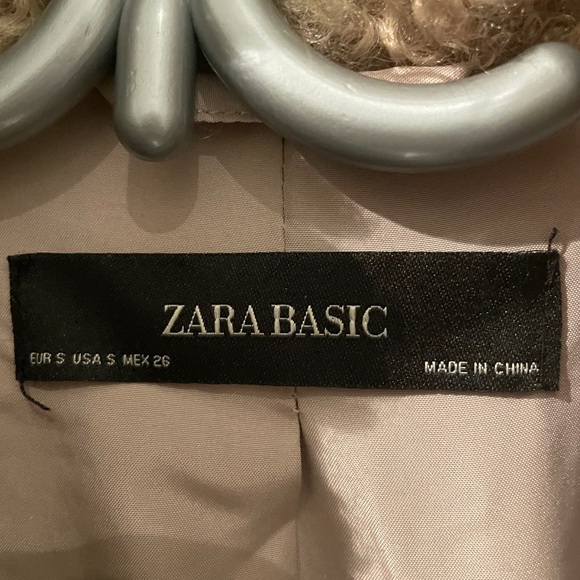 ZARA BASIC
EUR S USA S MEX 26
MADE IN CHINA